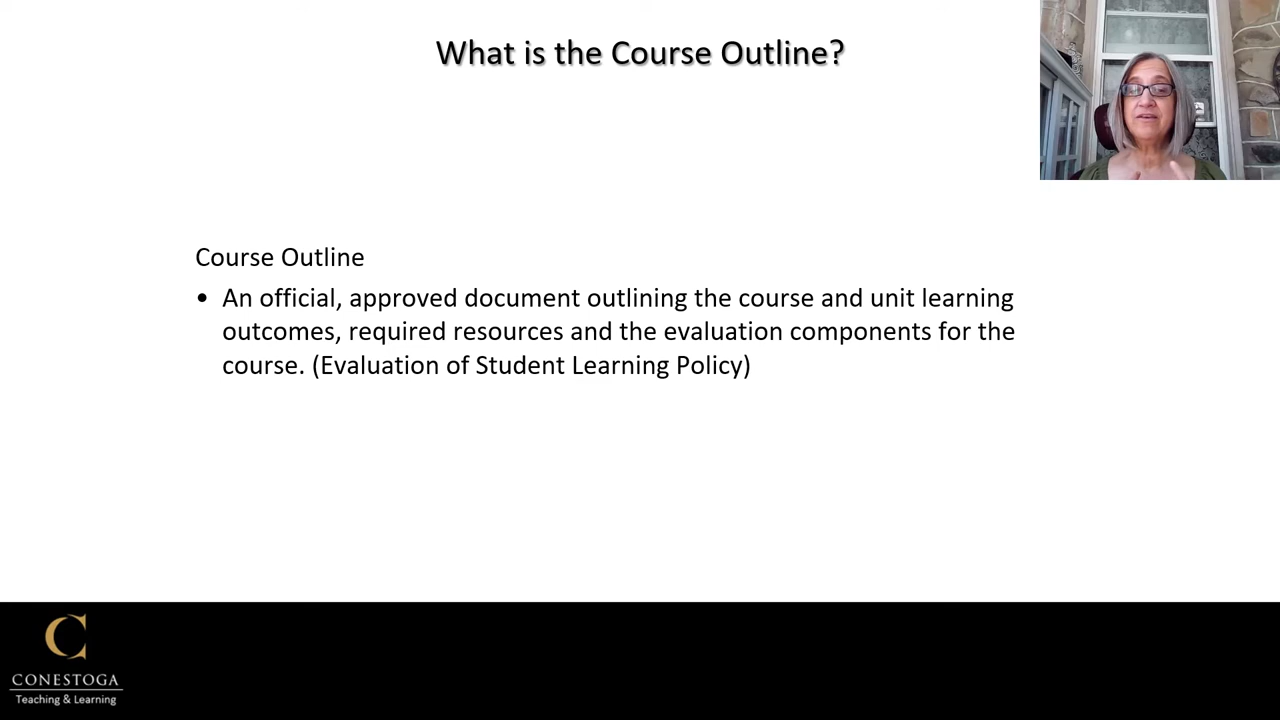 What is the Course Outline?
Course Outline
• An official, approved document outlining the course and unit learning
outcomes, required resources and the evaluation components for the
course. (Evaluation of Student Learning Policy)
C
CONESTOGA
Teaching & Learning